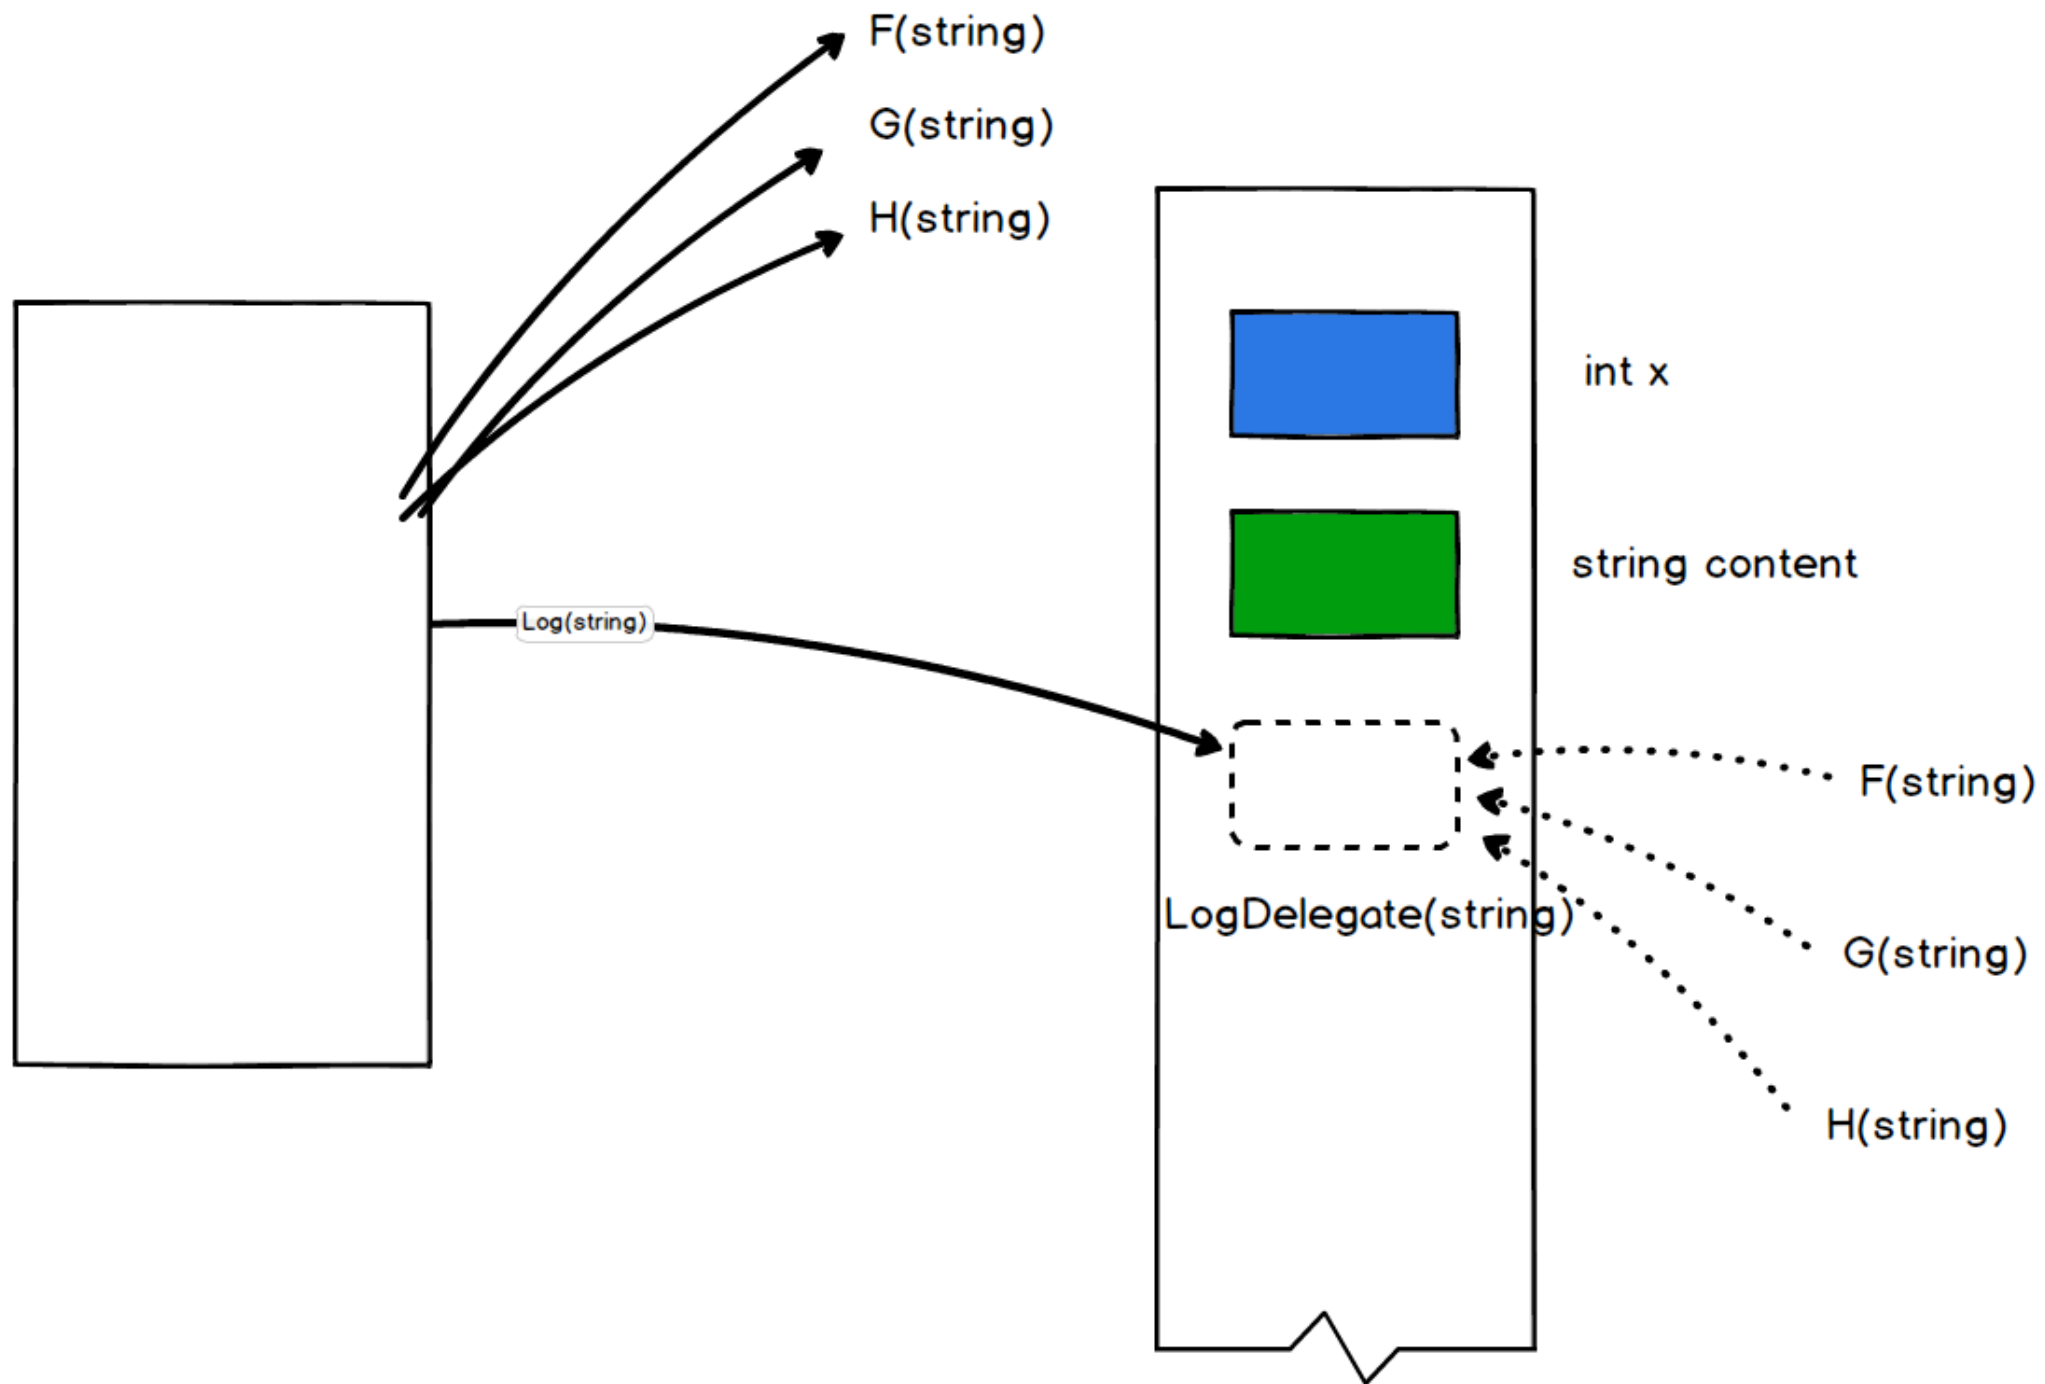 F(string)
G(string)
H(string)
int x
string content
Log(string)
F(string)
LogDelegate(string)
G(string)
H(string)